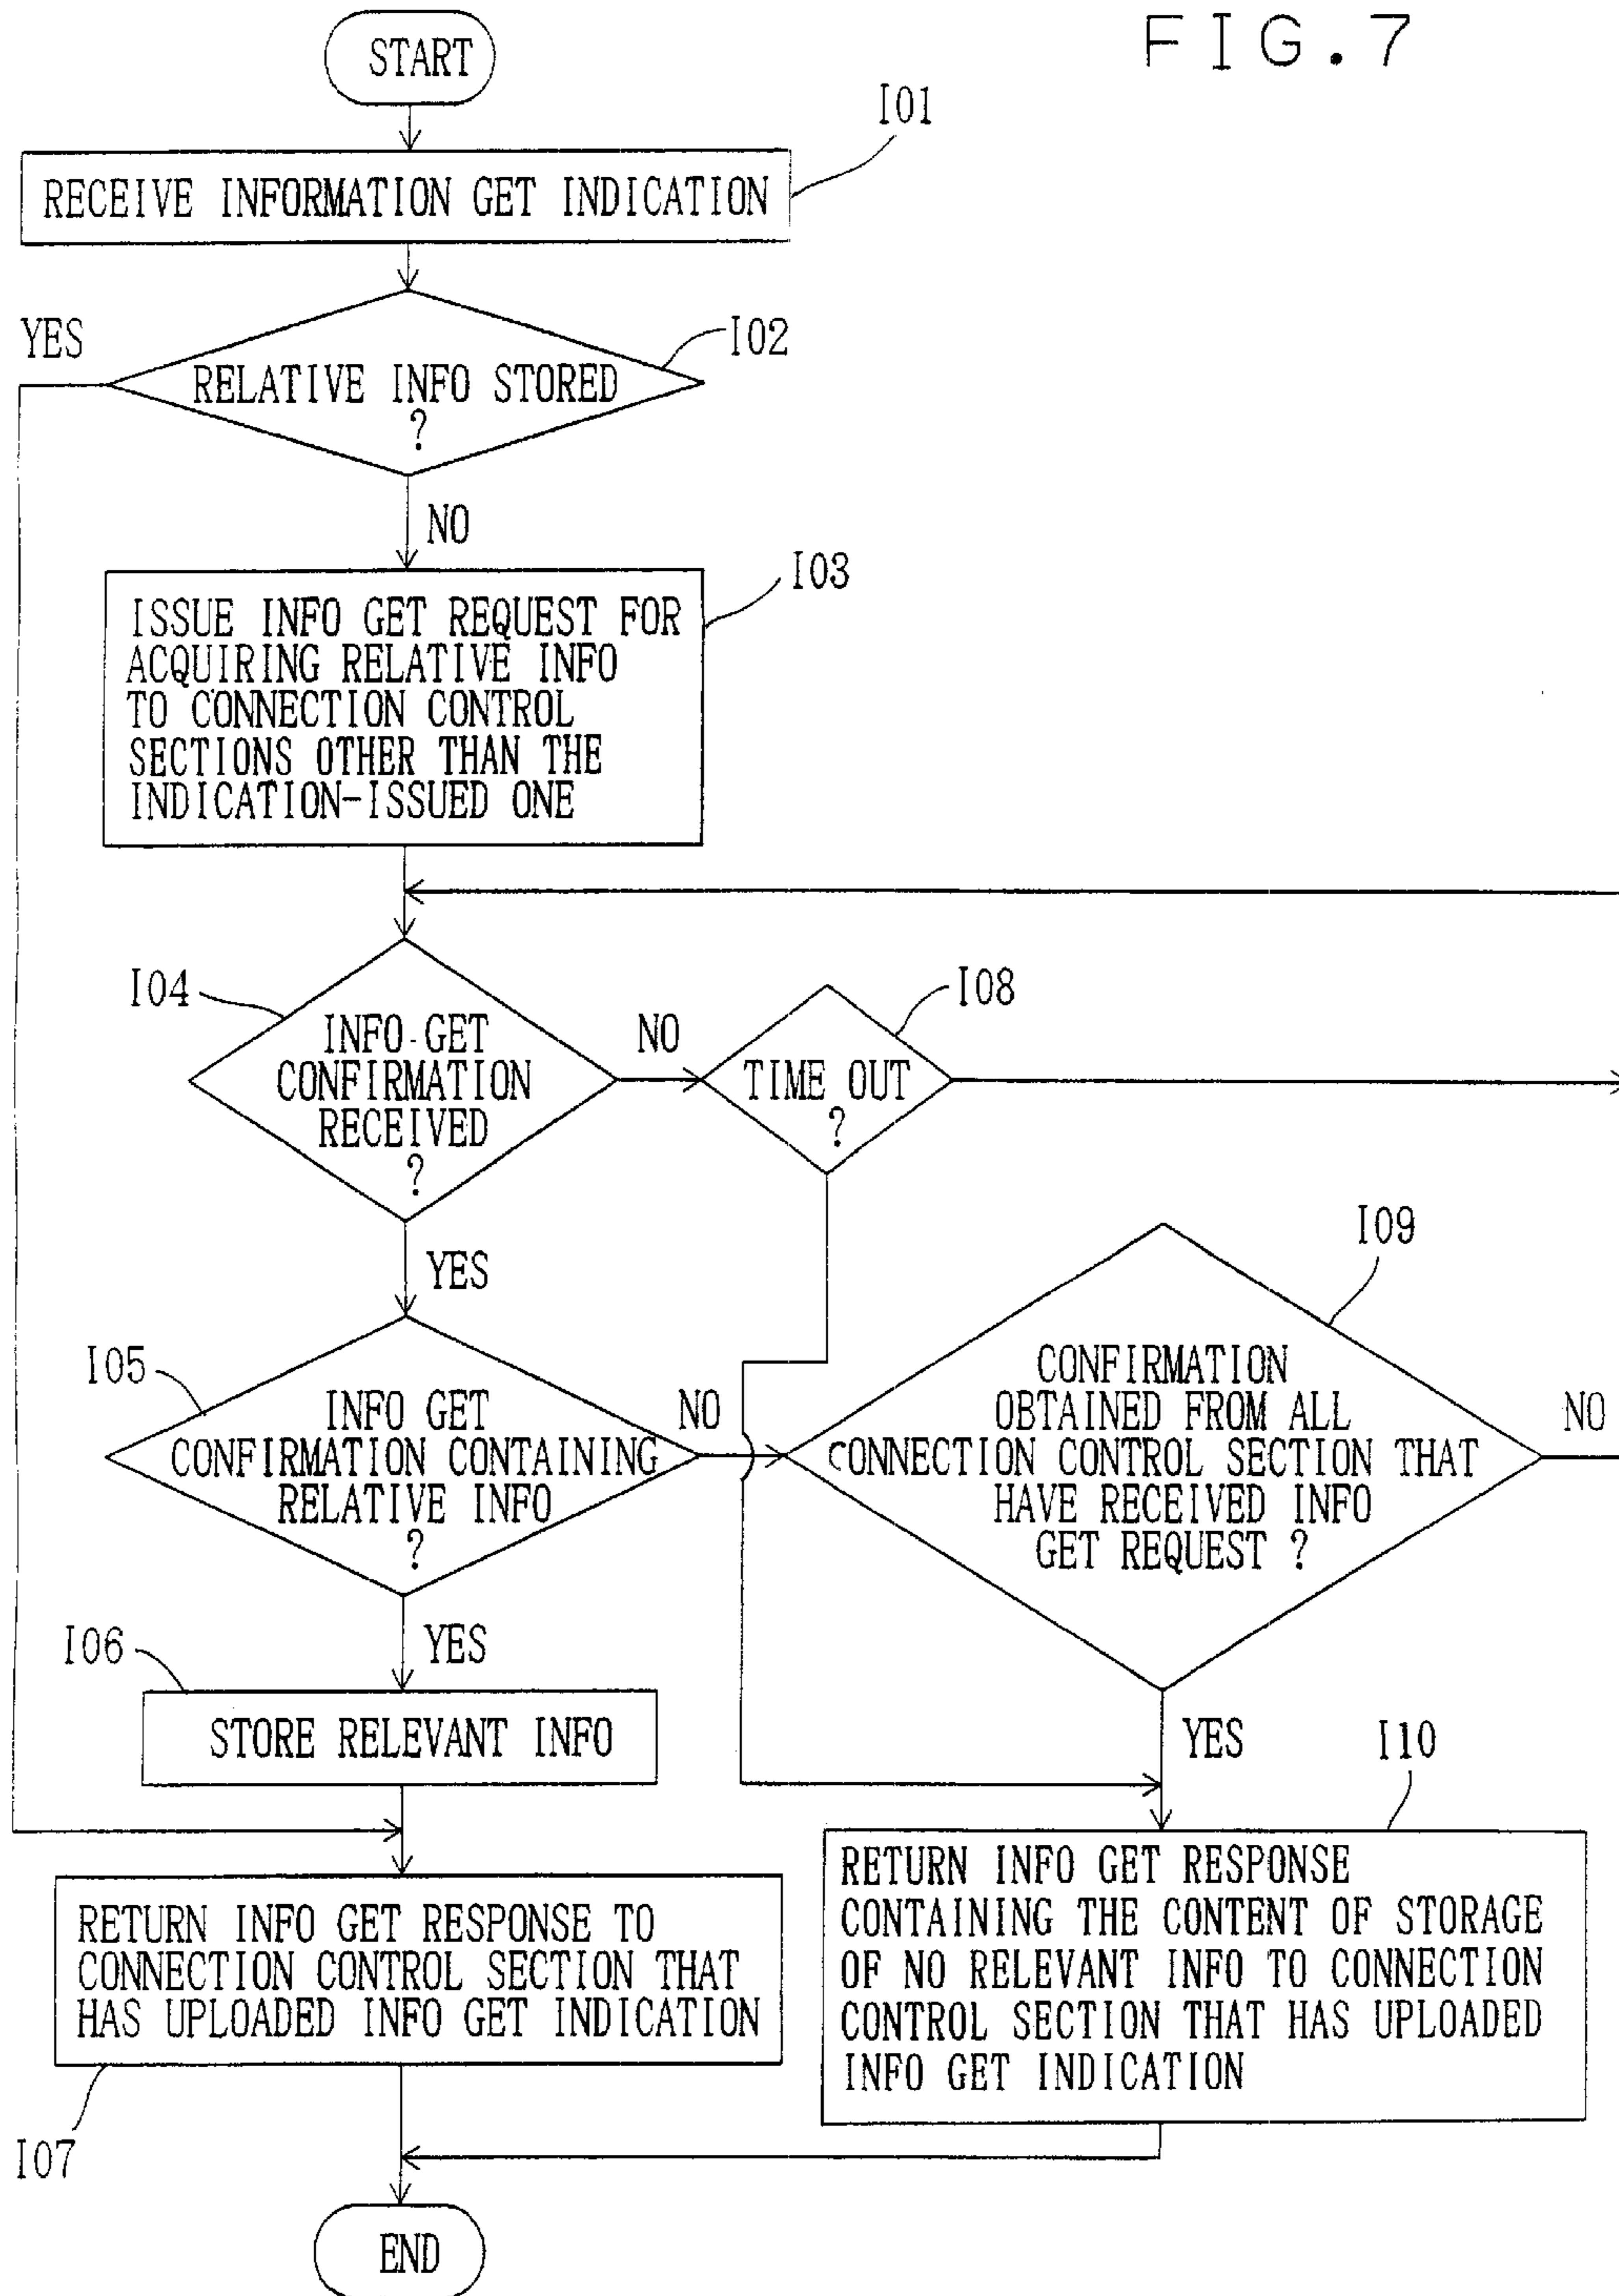 FIG.7
START
I01
RECEIVE INFORMATION GET INDICATION
YES
I02
RELATIVE INFO STORED
?
NO
I03
ISSUE INFO GET REQUEST FOR
ACQUIRING RELATIVE INFO
TO CONNECTION CONTROL
SECTIONS OTHER THAN THE
INDICATION-ISSUED ONE
I04
INFO-GET
CONFIRMATION
RECEIVED
?
NO
I08
TIME OUT
?
YES
I09
CONFIRMATION
OBTAINED FROM ALL
CONNECTION CONTROL SECTION THAT
HAVE RECEIVED INFO
GET REQUEST ?
NO
I05
INFO GET
CONFIRMATION CONTAINING
RELATIVE INFO
?
NO
YES
I06
STORE RELEVANT INFO
YES
I10
RETURN INFO GET RESPONSE
CONTAINING THE CONTENT OF STORAGE
OF NO RELEVANT INFO TO CONNECTION
CONTROL SECTION THAT HAS UPLOADED
INFO GET INDICATION
RETURN INFO GET RESPONSE TO
CONNECTION CONTROL SECTION THAT
HAS UPLOADED INFO GET INDICATION
I07
END